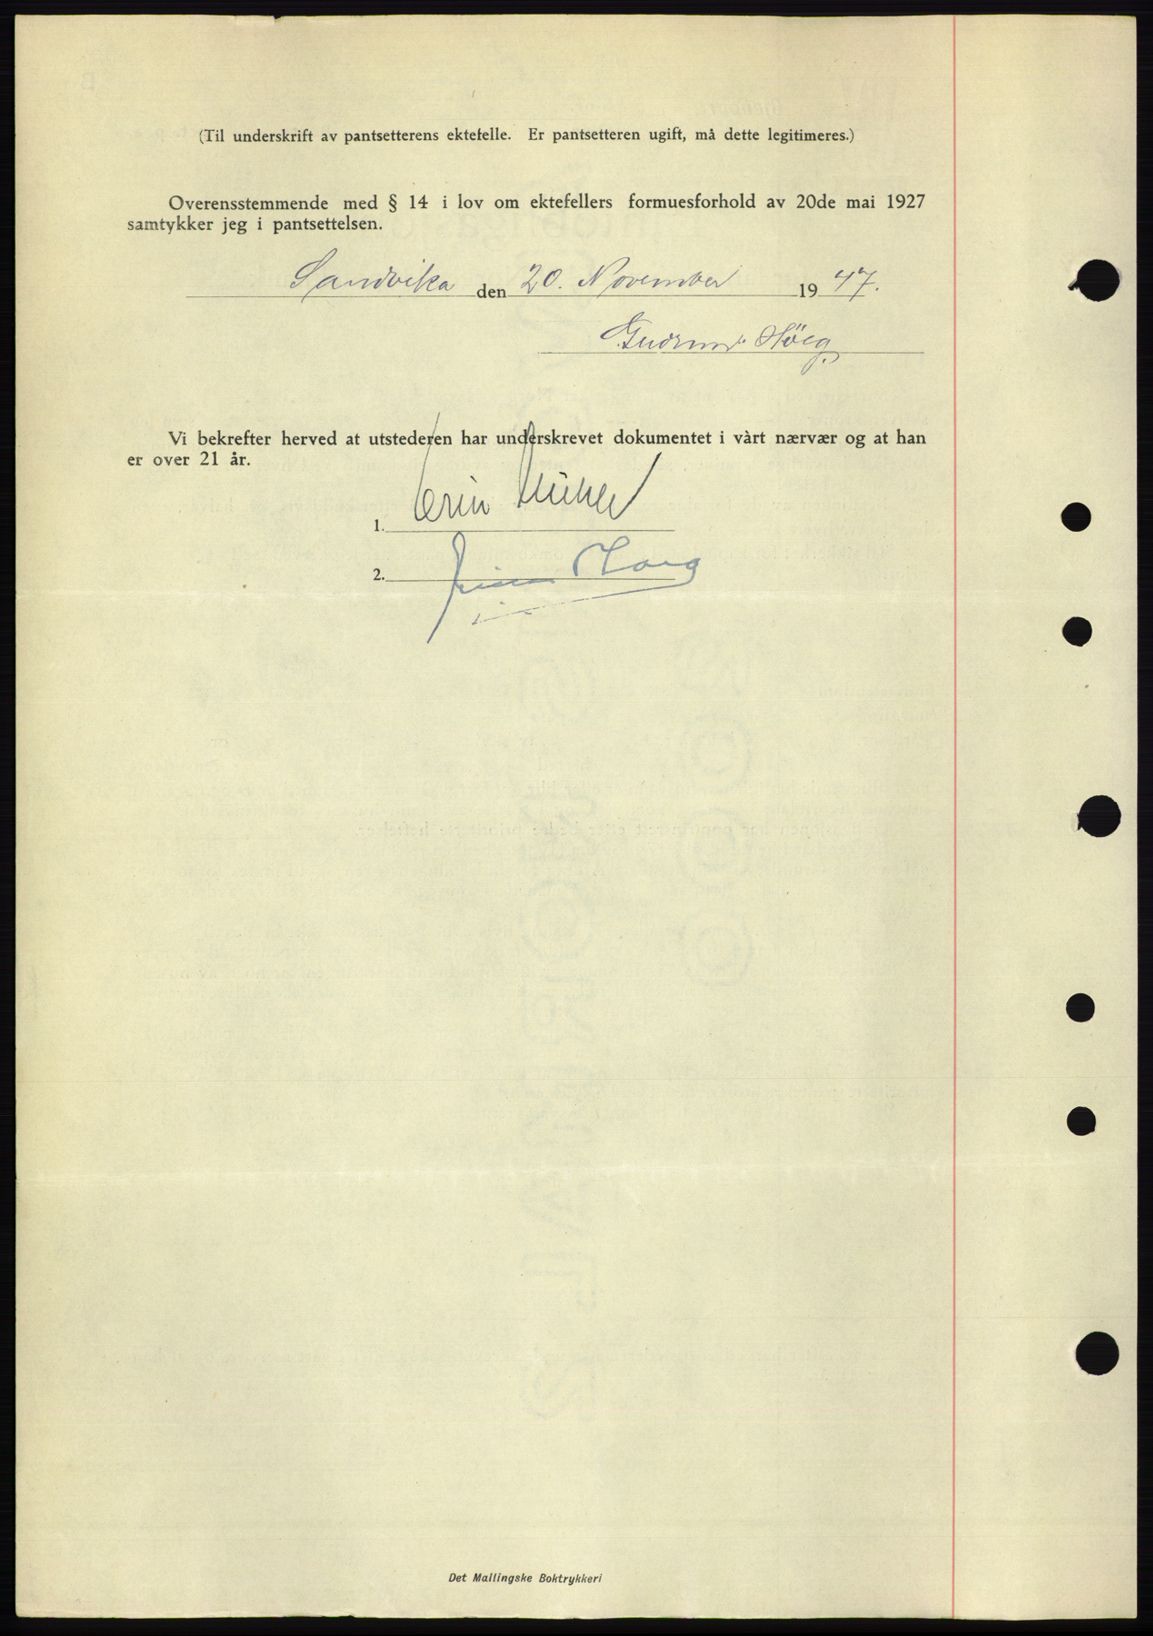 (Til underskrift av pantsetterens ektefelle. Er pantsetteren ugift, må dette legitimeres.)
Overensstemmende med § 14 i lov om ektefellers formuesforhold av 20de mai 1927
samtykker jeg i pantsettelsen.
Sandvika den 20. November 1947.
Gudrun Höeg
Vi bekrefter herved at utstederen har underskrevet dokumentet i vårt nærvær og at han
er over 21 år.
1.
2.
Det Mallingske Boktrykkeri